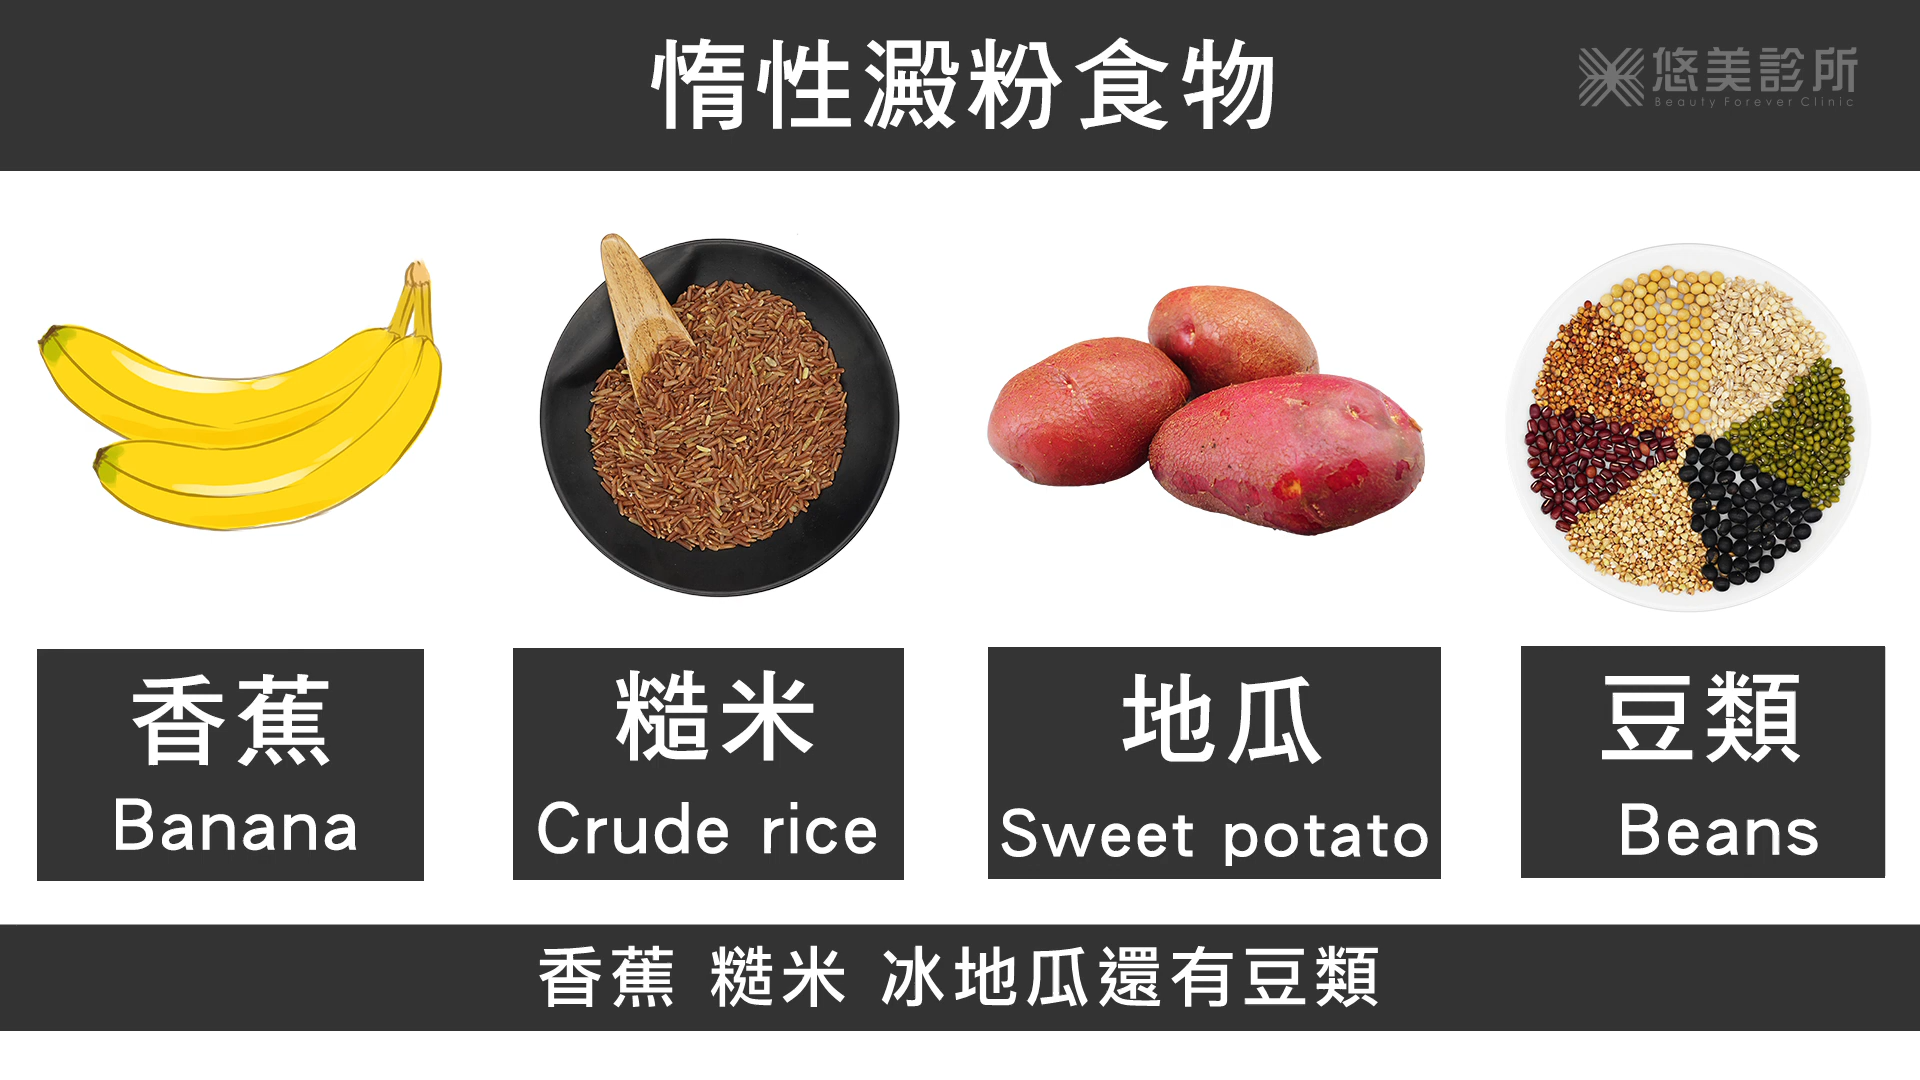 惰性澱粉食物
悠美診所
Beauty Forever Clinic
香蕉
Banana
糙米
Crude rice
地瓜
Sweet potato
豆類
Beans
香蕉 糙米 冰地瓜還有豆類